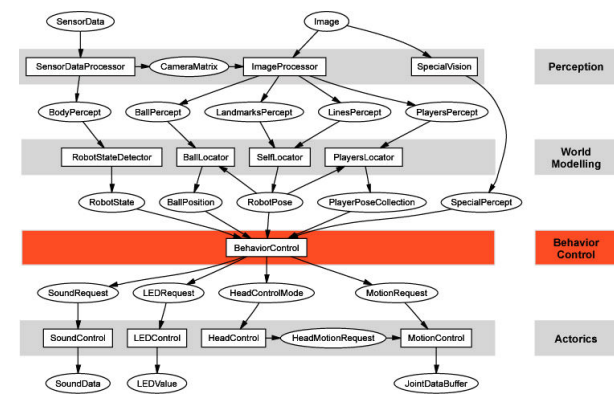 SensorData
Image
SensorDataProcessor
CameraMatrix
ImageProcessor
SpecialVision
Perception
BodyPercept
BallPercept
LandmarksPercept
LinesPercept
PlayersPercept
RobotStateDetector
BallLocator
SelfLocator
PlayersLocator
World
Modelling
RobotState
BallPosition
RobotPose
PlayerPoseCollection
SpecialPercept
BehaviorControl
Behavior
Control
SoundRequest
LEDRequest
HeadControlMode
MotionRequest
SoundControl
LEDControl
HeadControl
HeadMotionRequest
MotionControl
Actorics
SoundData
LEDValue
JointDataBuffer